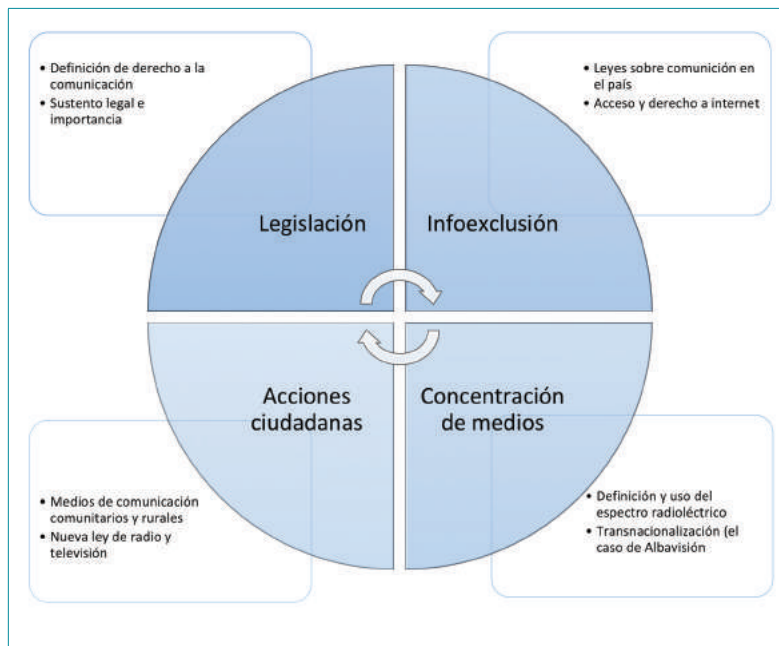 • Definición de derecho a la
comunicación
• Sustento legal e
importancia
• Leyes sobre comunición en
el país
• Acceso y derecho a internet
Legislación
Infoexclusión
Acciones
ciudadanas
Concentración
de medios
• Medios de comunicación
comunitarios y rurales
• Nueva ley de radio y
televisión
• Definición y uso del
espectro radioléctrico
• Transnacionalización (el
caso de Albavisión